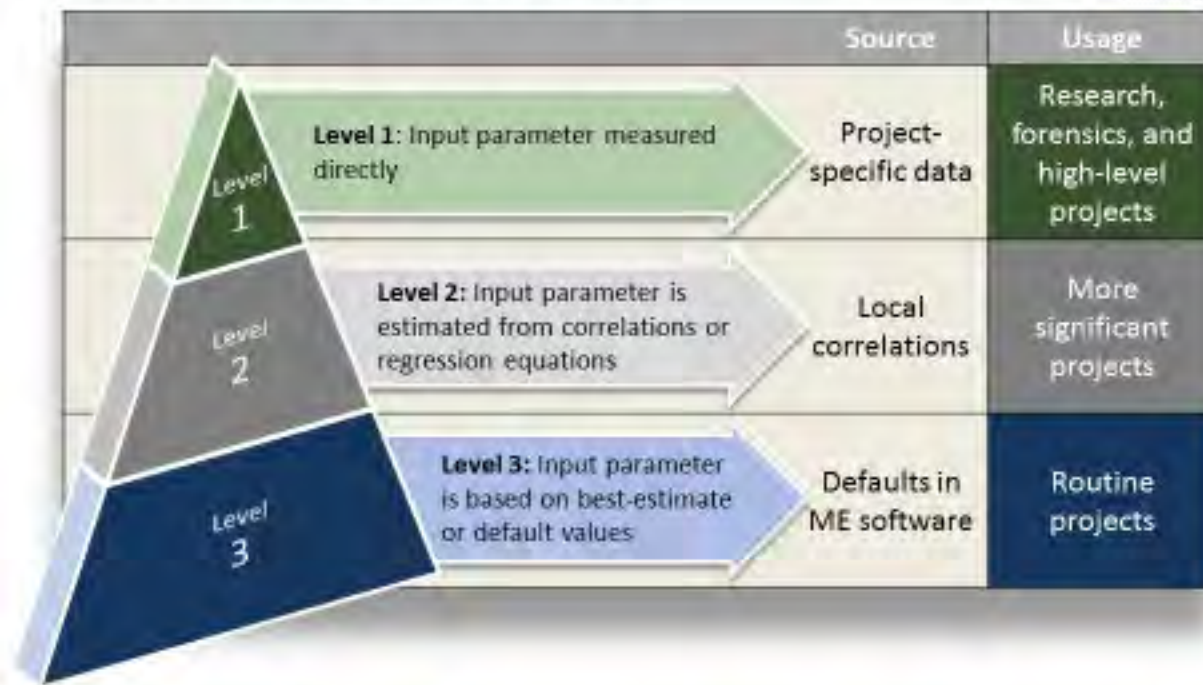 Source
Usage
Level
1
Level 1: Input parameter measured
directly
Project-
specific data
Research,
forensics, and
high-level
projects
Level
2
Level 2: Input parameter is
estimated from correlations or
regression equations
Local
correlations
More
significant
projects
Level
3
Level 3: Input parameter
is based on best-estimate
or default values
Defaults in
ME software
Routine
projects